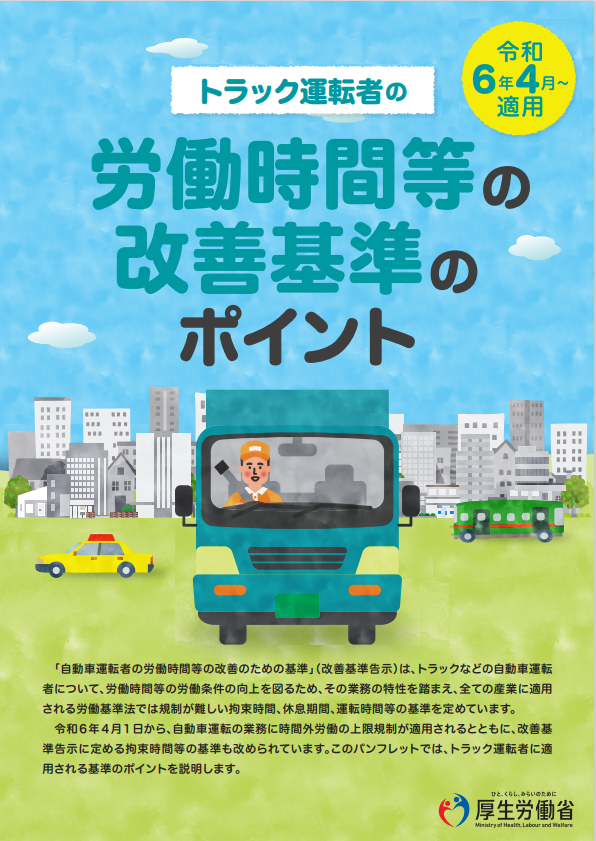 令和
6年4月~
適用
トラック運転者の
労働時間等の
改善基準の
ポイント
「自動車運転者の労働時間等の改善のための基準」（改善基準告示）は、トラックなどの自動車運転
者について、労働時間等の労働条件の向上を図るため、その業務の特性を踏まえ、全ての産業に適用
される労働基準法では規制が難しい拘束時間、休息期間、運転時間等の基準を定めています。
令和6年4月1日から、自動車運転の業務に時間外労働の上限規制が適用されるとともに、改善基
準告示に定める拘束時間等の基準も改められています。このパンフレットでは、トラック運転者に適
用される基準のポイントを説明します。
ひと、くらし、みらいのために
厚生労働省
Ministry of Health, Labour and Welfare